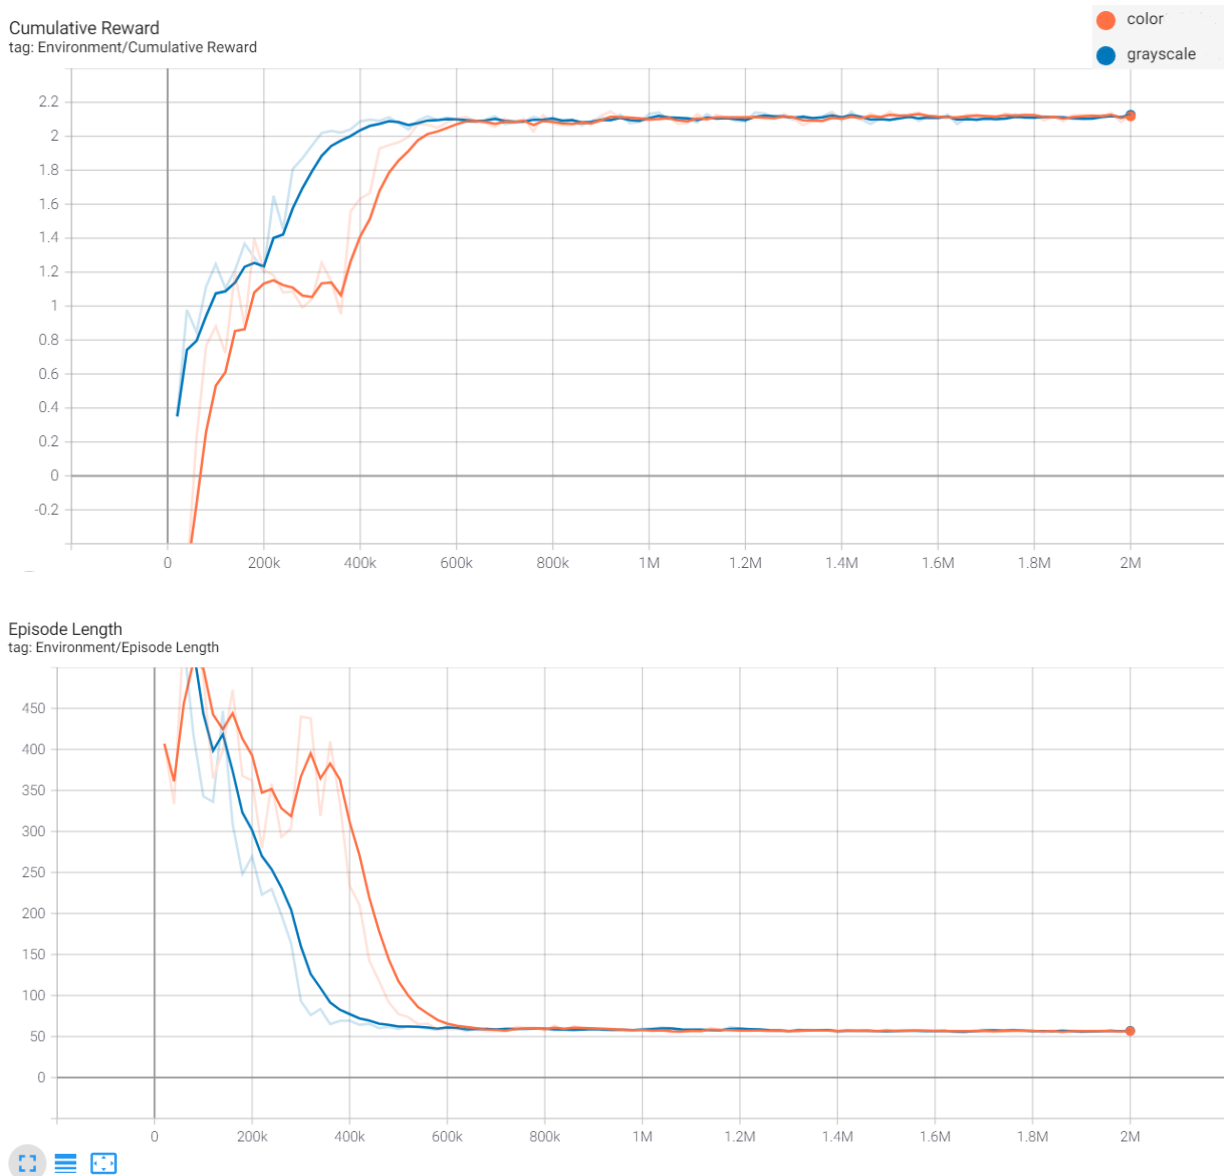 Cumulative Reward
tag: Environment/Cumulative Reward
color
grayscale
2.2
2
1.8
1.6
1.4
1.2
1
0.8
0.6
0.4
0.2
0
-0.2
0 200k 400k 600k 800k 1M 1.2M 1.4M 1.6M 1.8M 2M
Episode Length
tag: Environment/Episode Length
450
400
350
300
250
200
150
100
50
0
0 200k 400k 600k 800k 1M 1.2M 1.4M 1.6M 1.8M 2M